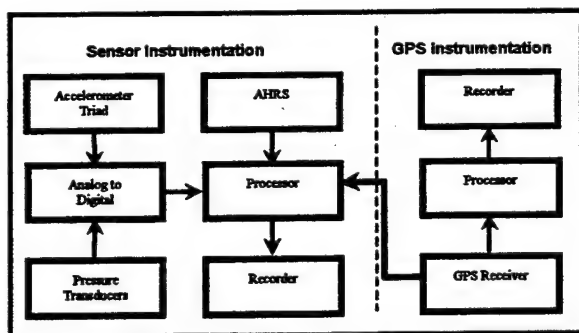 Sensor Instrumentation
GPS Instrumentation
Accelerometer
Triad
AHRS
Recorder
Analog to
Digital
Processor
Processor
Pressure
Transducers
Recorder
GPS Receiver